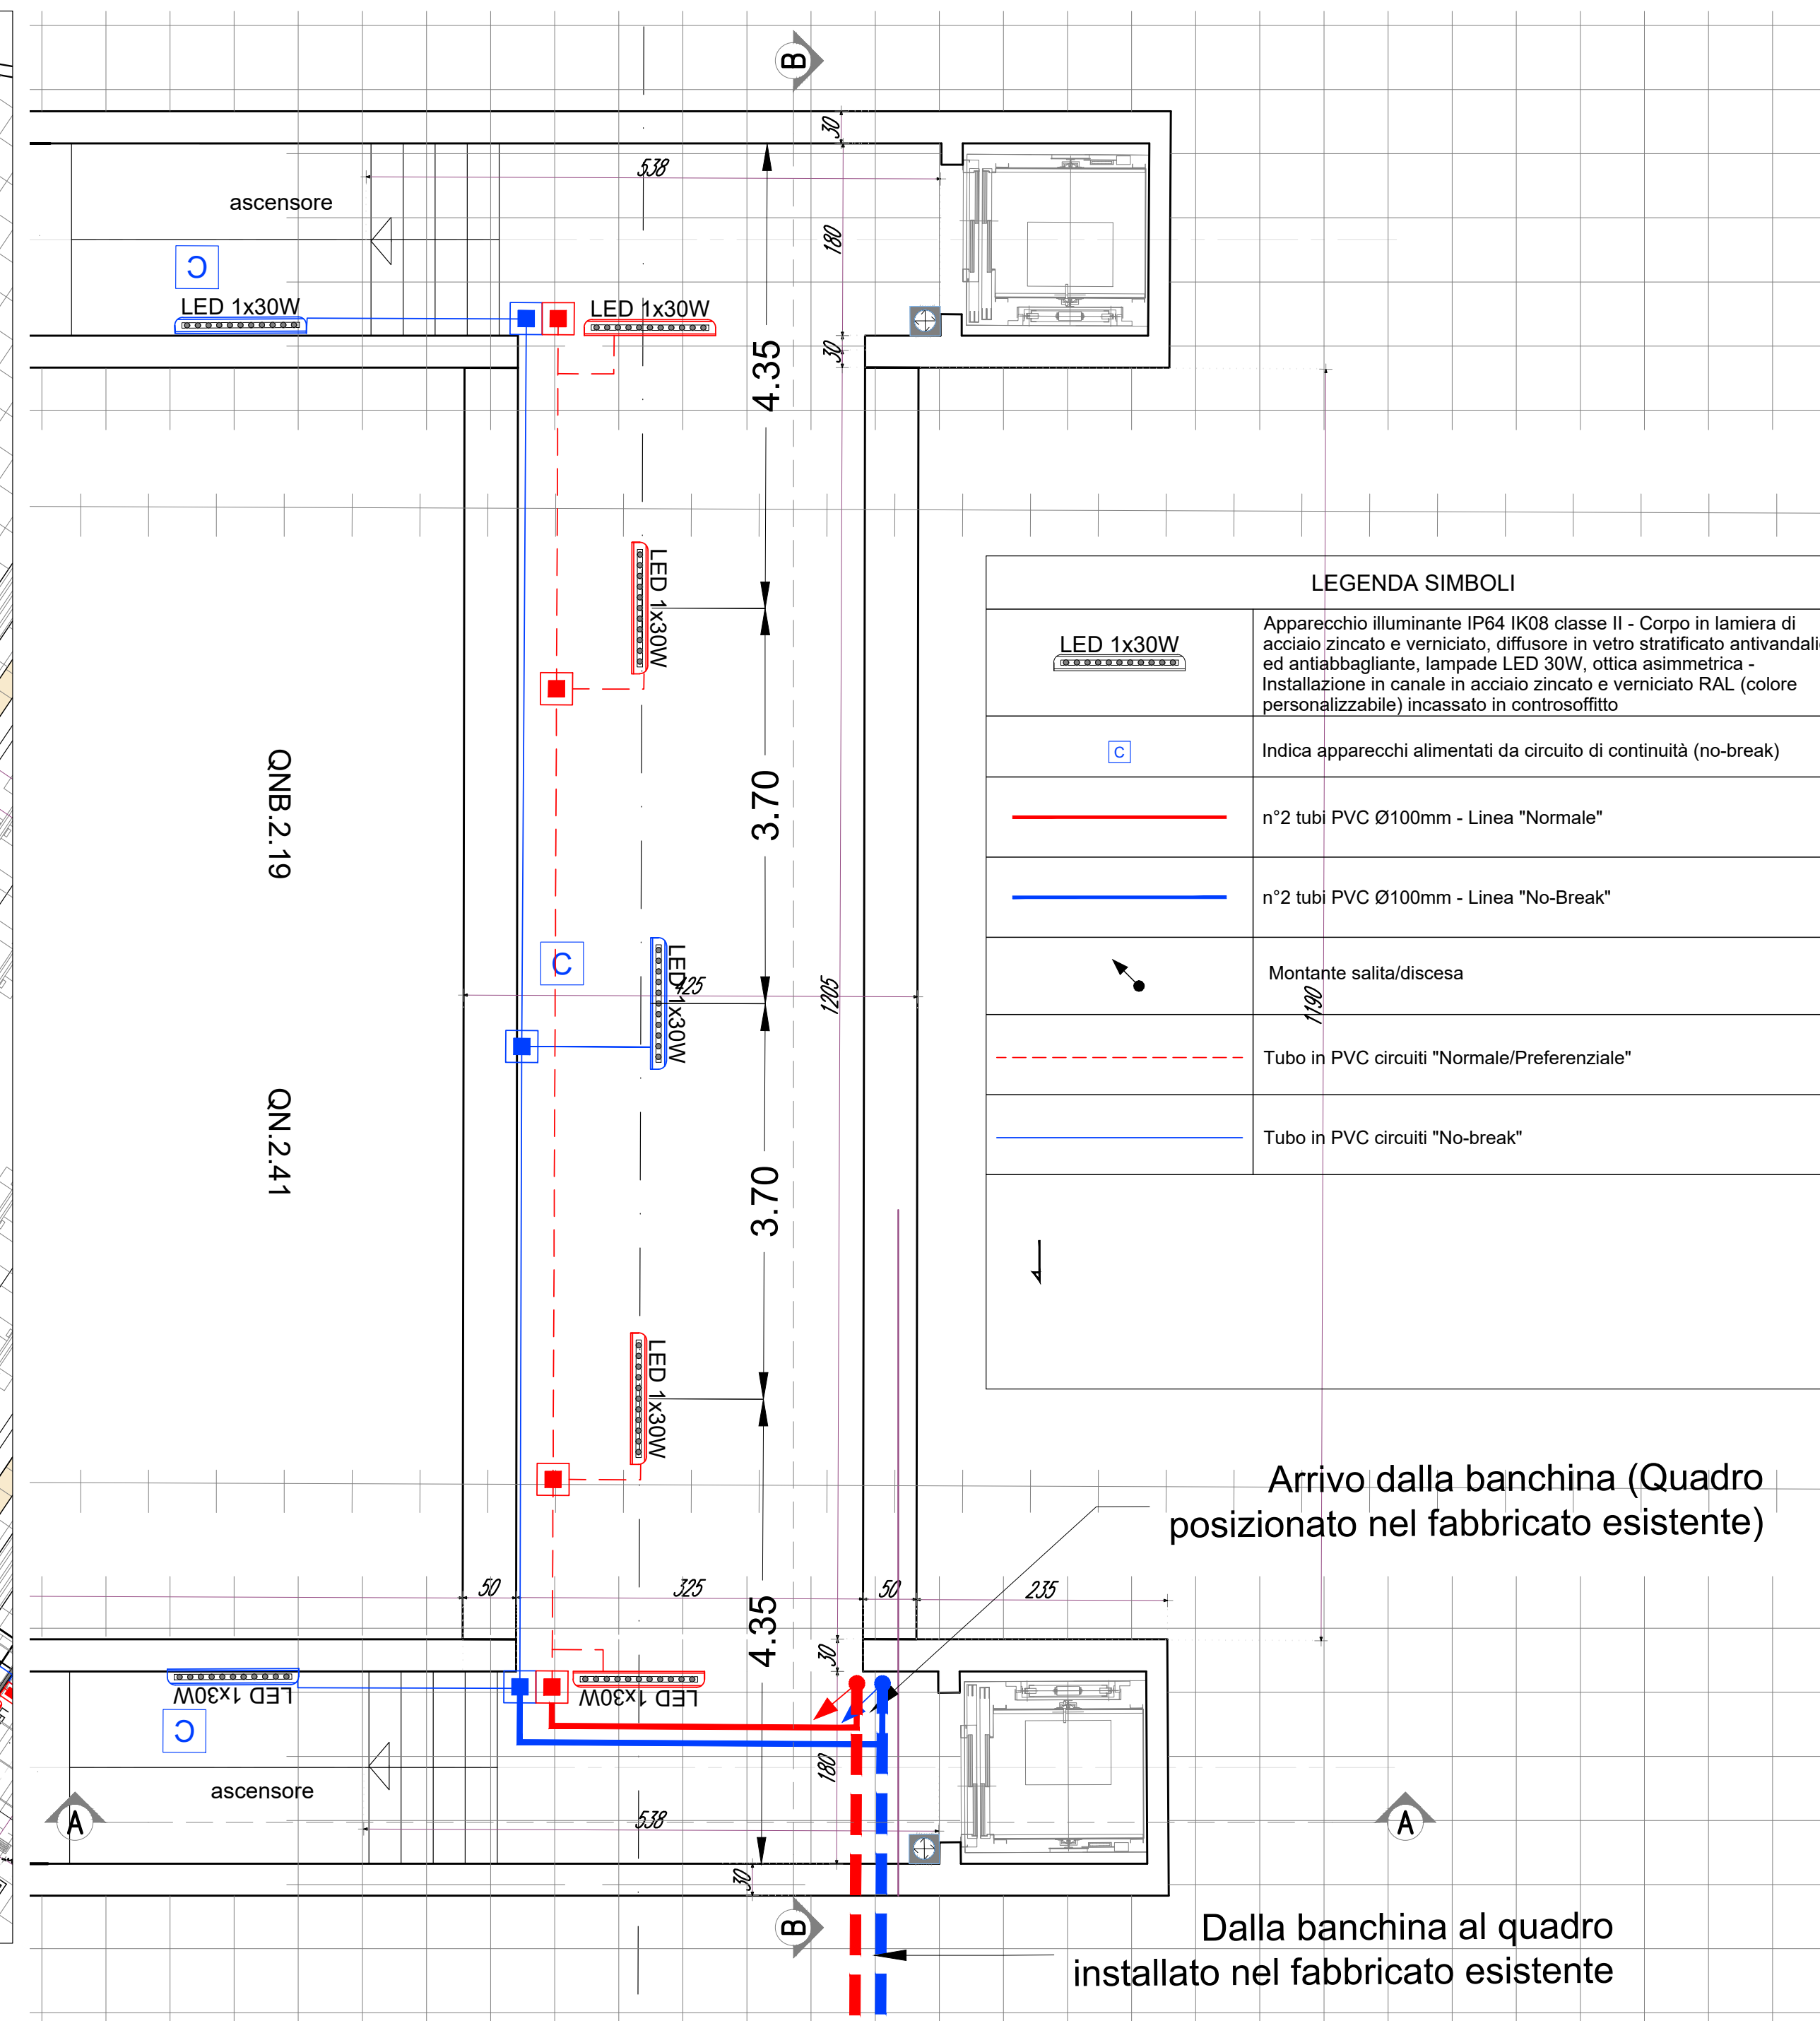 B
30
538
ascensore
180
C
LED 1x30W
LED 1x30W
30
4.35
LED 1x30W
LEGENDA SIMBOLI
LED 1x30W
Apparecchio illuminante IP64 IK08 classe II - Corpo in lamiera di
acciaio zincato e verniciato, diffusore in vetro stratificato
ed antiabbagliante, lampade LED 30W, ottica asimmetrica -
Installazione in canale in acciaio zincato e verniciato RAL (colore
personalizzabile) incassato in controsoffitto
C
Indica apparecchi alimentati da circuito di continuità (no-break)
n°2 tubi PVC Ø100mm - Linea "Normale"
n°2 tubi PVC Ø100mm - Linea "No-Break"
Montante salita/discesa
Tubo in PVC circuiti "Normale/Preferenziale"
Tubo in PVC circuiti "No-break"
QNB.2.19
3.70
C
LED 1x30W
425
1205
1190
QN.2.41
3.70
LED 1x30W
Arrivo dalla banchina (Quadro
posizionato nel fabbricato esistente)
50
325
50
235
4.35
30
LED 1x30W
LED 1x30W
C
180
ascensore
A
538
A
30
B
Dalla banchina al quadro
installato nel fabbricato esistente